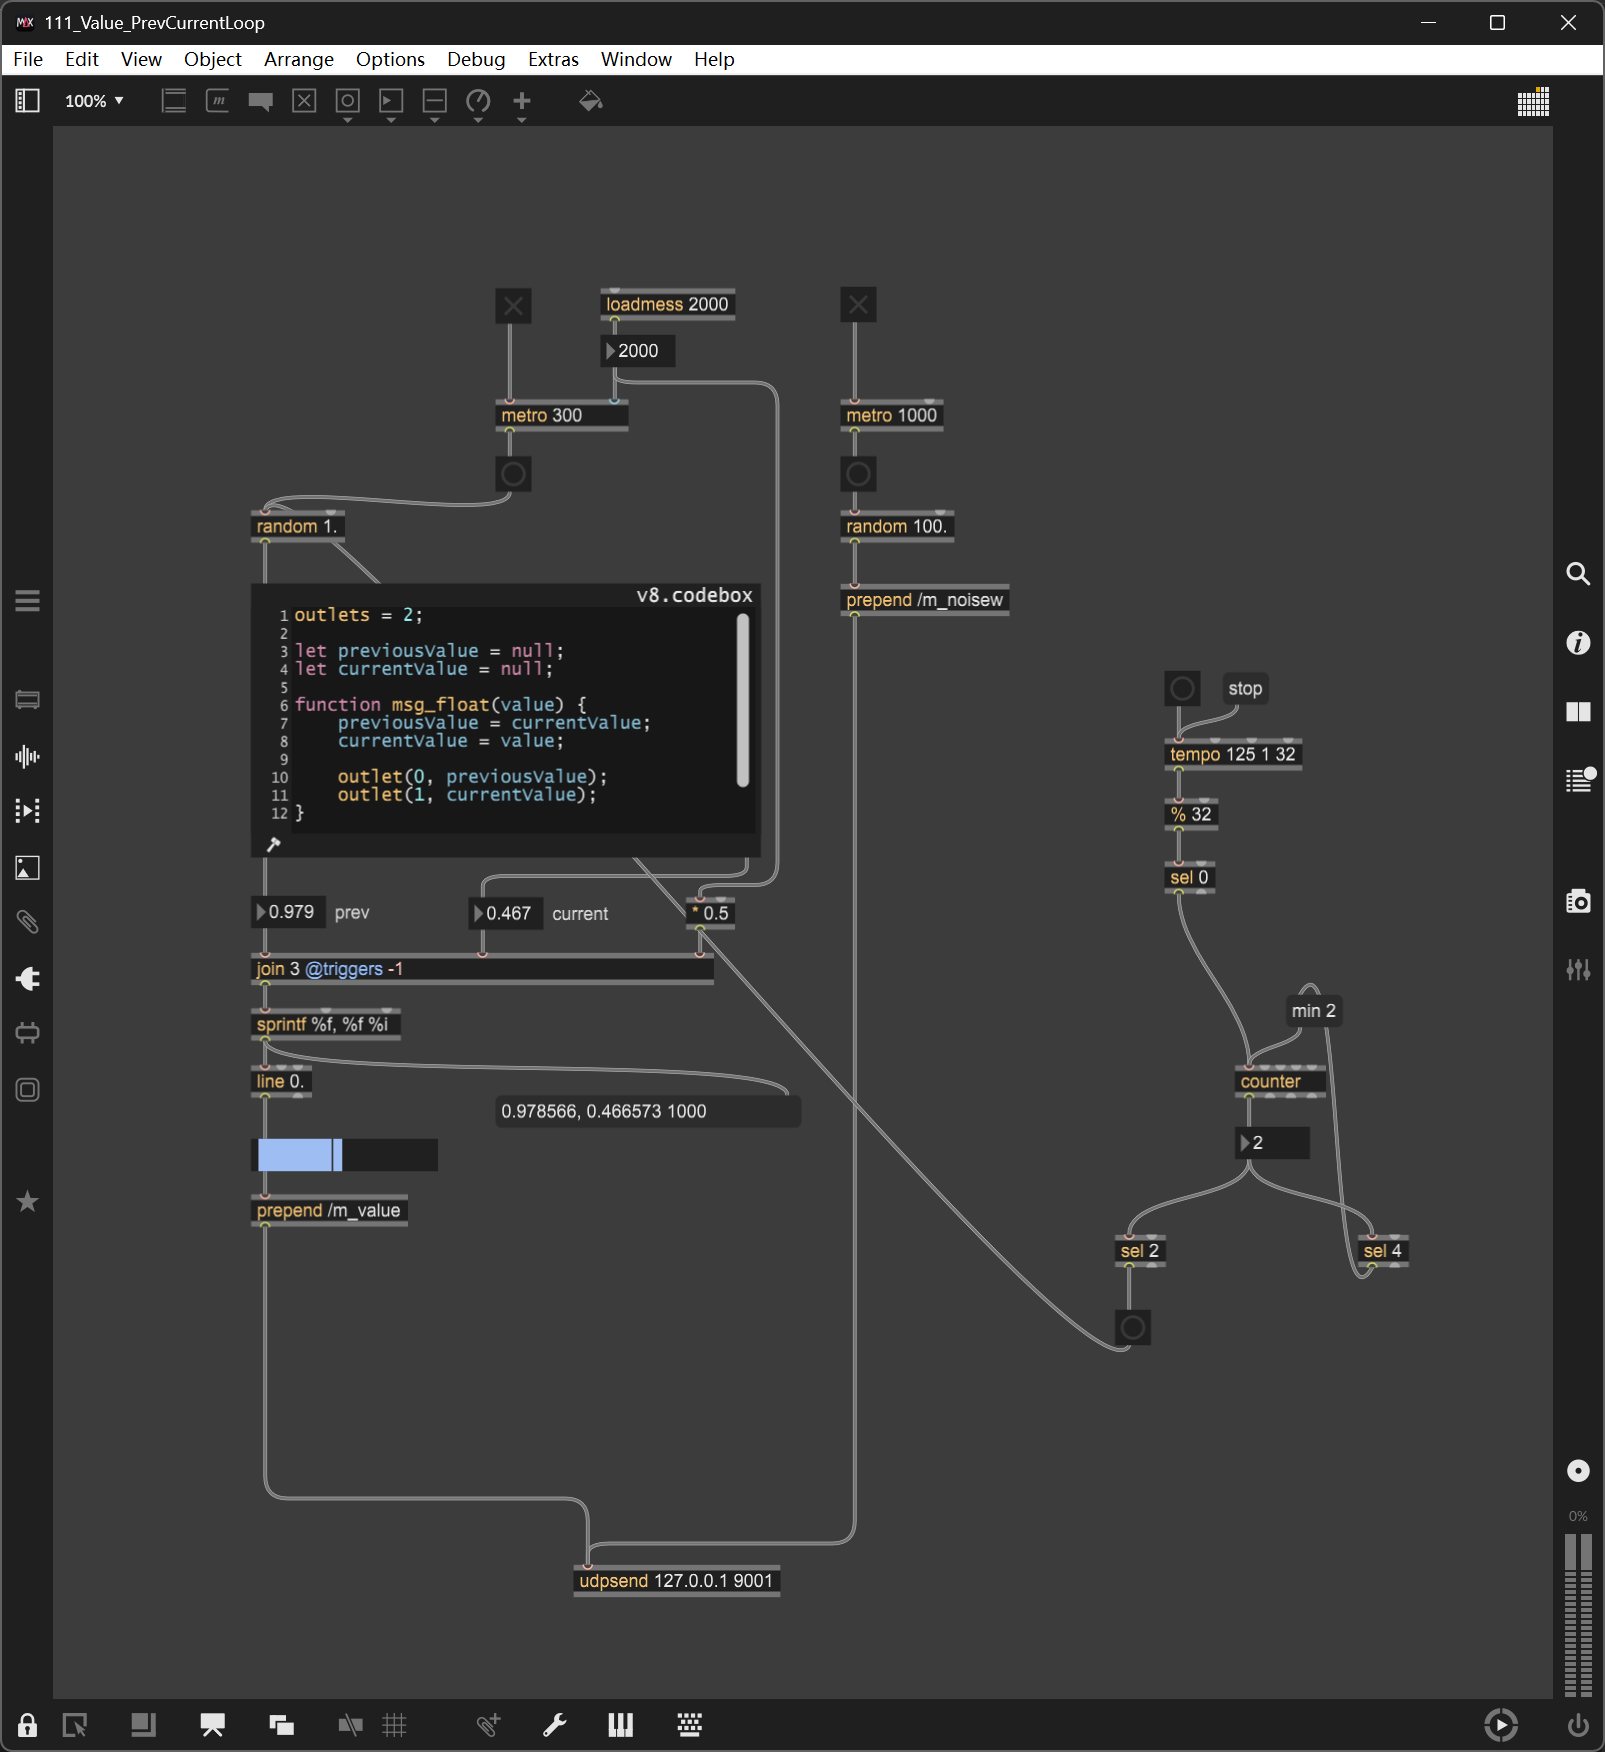 111_Value_PrevCurrentLoop
File Edit View Object Arrange Options Debug Extras Window Help
100%
loadmess 2000
2000
metro 300
metro 1000
random 1.
random 100.
v8.codebox
1 outlets = 2;
2
3 let previousValue = null;
4 let currentValue = null;
5
6 function msg_float(value) {
7 previousValue = currentValue;
8 currentValue = value;
9
10 outlet(0, previousValue);
11 outlet(1, currentValue);
12 }
prepend /m_noisew
stop
tempo 125 1 32
% 32
sel 0
0.979 prev
0.467 current
* 0.5
join 3 @triggers -1
min 2
sprintf %f, %f %i
line 0.
counter
0.978566, 0.466573 1000
2
prepend /m_value
sel 2
sel 4
0%
udpsend 127.0.0.1 9001